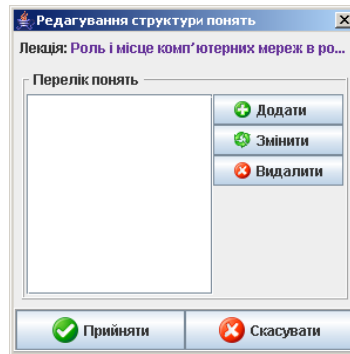 Редагування структури понять
Лекція: Роль і місце комп’ютерних мереж в ро...
Перелік понять
Додати
Змінити
Видалити
Прийняти
Скасувати